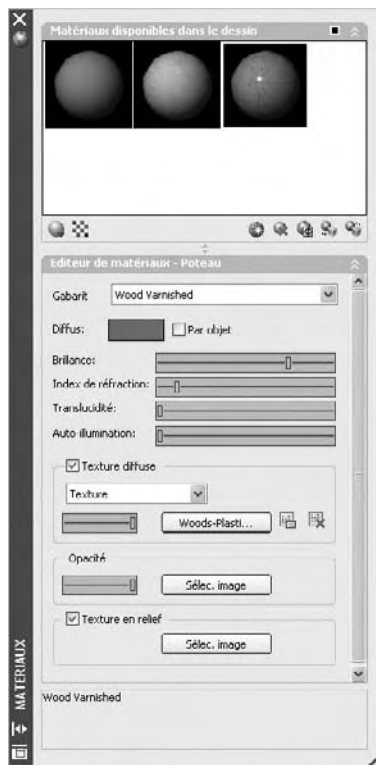 Matériaux disponibles dans le dessin
Editeur de matériaux - Poteau
Gabarit
Wood Varnished
Diffus:
Par objet
Brillance:
Index de réfraction:
Translucidité:
Auto illumination:
Texture diffuse
Texture
Woods-Plasti...
Opacité
Sélec. image
Texture en relief
Sélec. image
MATERIAUX
Wood Varnished